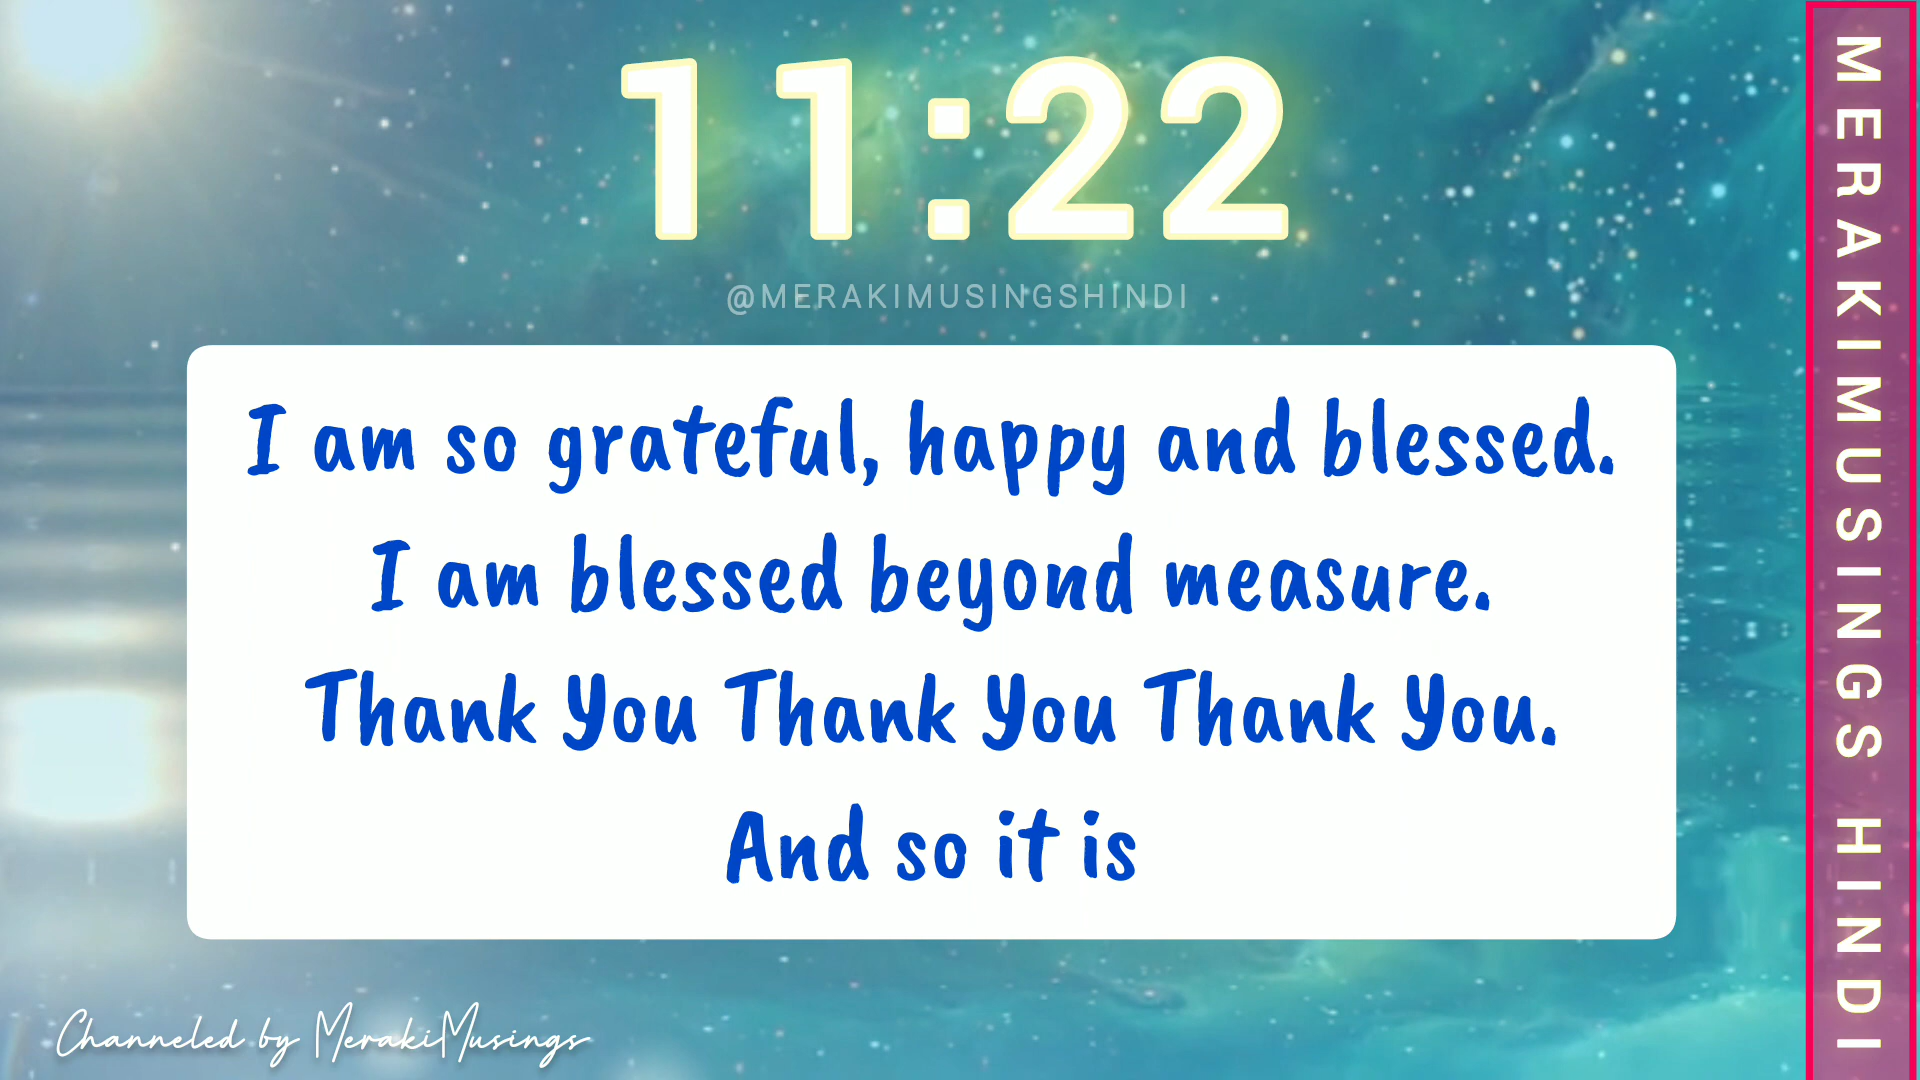 11:22
@MERAKIMUSINGSHINDI
I am so grateful, happy and blessed.
I am blessed beyond measure.
Thank You Thank You Thank You.
And so it is
Channeled by MerakiMusings
MERAKIMUSINGS HINDI